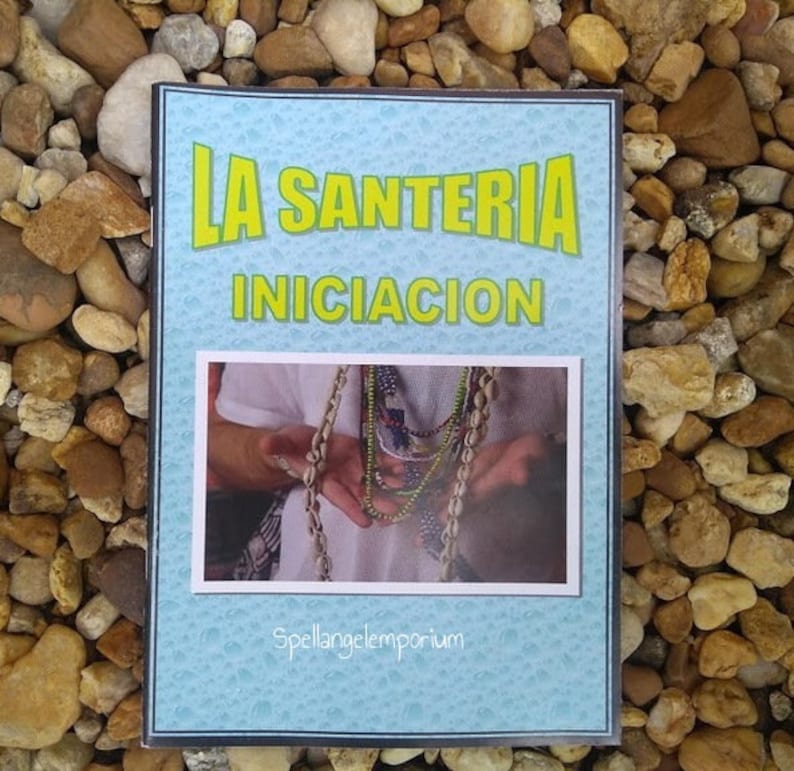 LA SANTERIA
INICIACION
Spellangelemporium